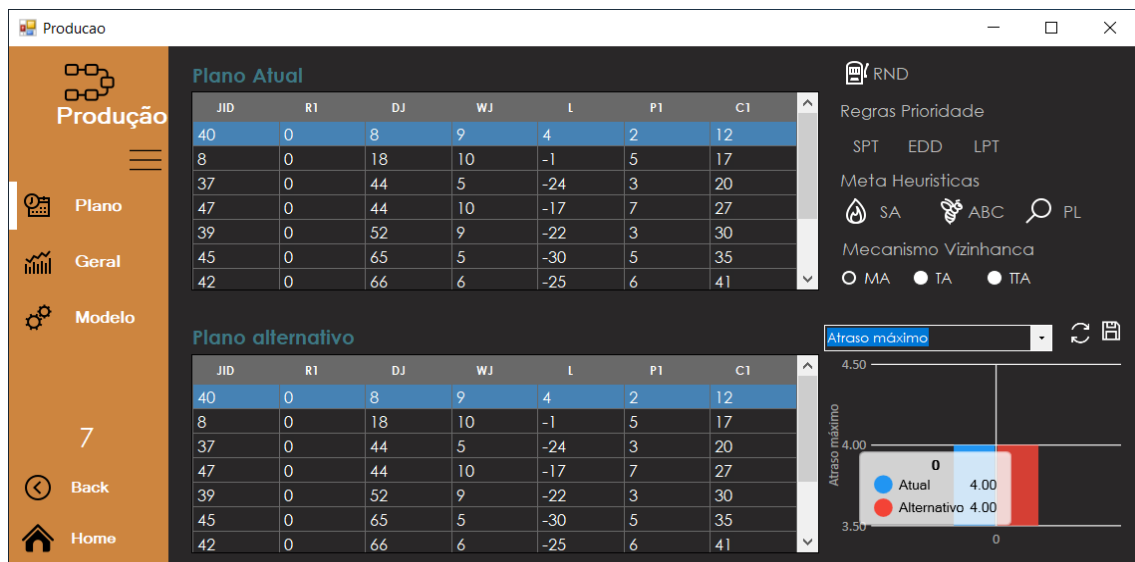 Producao
Produção
Plano
Geral
Modelo
7
Back
Home
Plano Atual
JID R1 DJ WJ L P1 C1
40 0 8 9 4 2 12
8 0 18 10 -1 5 17
37 0 44 5 -24 3 20
47 0 44 10 -17 7 27
39 0 52 9 -22 3 30
45 0 65 5 -30 5 35
42 0 66 6 -25 6 41
Plano alternativo
JID R1 DJ WJ L P1 C1
40 0 8 9 4 2 12
8 0 18 10 -1 5 17
37 0 44 5 -24 3 20
47 0 44 10 -17 7 27
39 0 52 9 -22 3 30
45 0 65 5 -30 5 35
42 0 66 6 -25 6 41
RND
Regras Prioridade
SPT EDD LPT
Meta Heuristicas
SA ABC PL
Mecanismo Vizinhanca
MA TA TTA
Atraso máximo
4.50
Atraso máximo
4.00
0
Atual 4.00
Alternativo 4.00
3.50
0